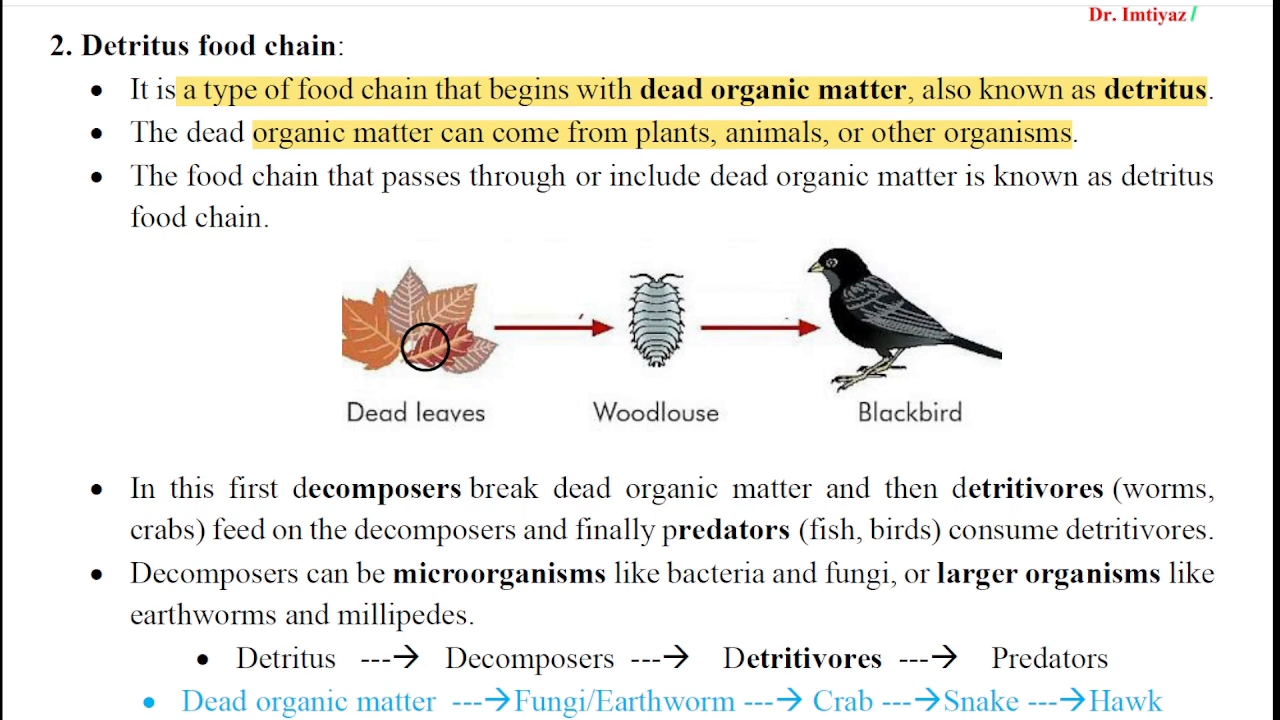 Dr. Imtiyaz
2. Detritus food chain:
• It is a type of food chain that begins with dead organic matter, also known as detritus.
• The dead organic matter can come from plants, animals, or other organisms.
• The food chain that passes through or include dead organic matter is known as detritus
food chain.
Dead leaves Woodlouse Blackbird
• In this first decomposers break dead organic matter and then detritivores (worms,
crabs) feed on the decomposers and finally predators (fish, birds) consume detritivores.
• Decomposers can be microorganisms like bacteria and fungi, or larger organisms like
earthworms and millipedes.
• Detritus ---→ Decomposers ---→ Detritivores ---→ Predators
• Dead organic matter ---→Fungi/Earthworm ---→ Crab ---→Snake ---→Hawk